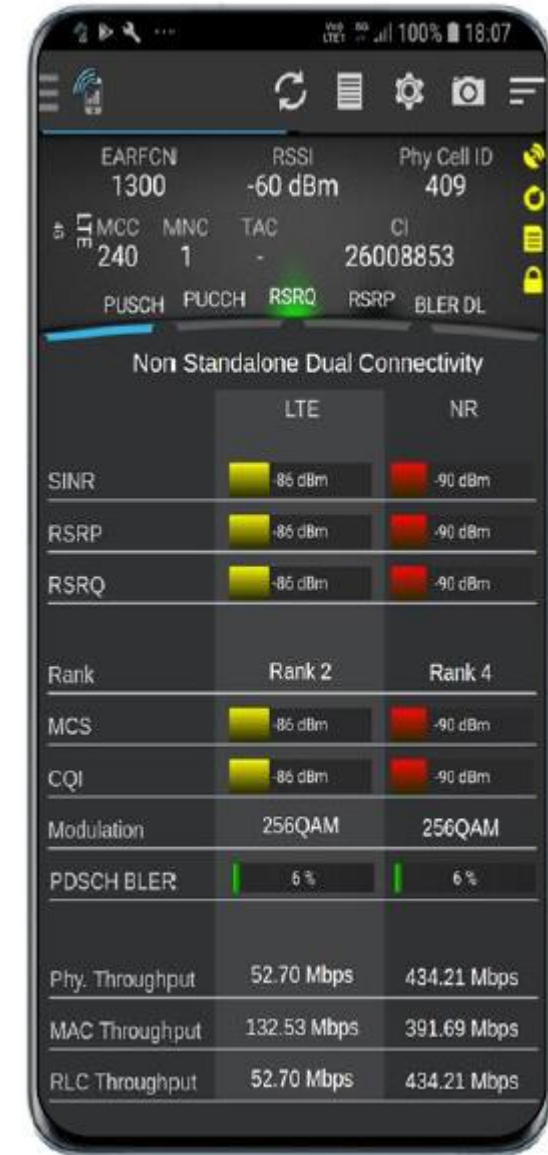 VoD LTE1 5G 100% 18:07
EARFCN RSSI Phy Cell ID
1300 -60 dBm 409
4G LTE MCC MNC TAC CI
240 1 - 26008853
PUSCH PUCCH RSRQ RSRP BLER DL
Non Standalone Dual Connectivity
LTE NR
SINR -86 dBm -90 dBm
RSRP -86 dBm -90 dBm
RSRQ -86 dBm -90 dBm
Rank Rank 2 Rank 4
MCS -86 dBm -90 dBm
CQI -86 dBm -90 dBm
Modulation 256QAM 256QAM
PDSCH BLER 6 % 6 %
Phy. Throughput 52.70 Mbps 434.21 Mbps
MAC Throughput 132.53 Mbps 391.69 Mbps
RLC Throughput 52.70 Mbps 434.21 Mbps